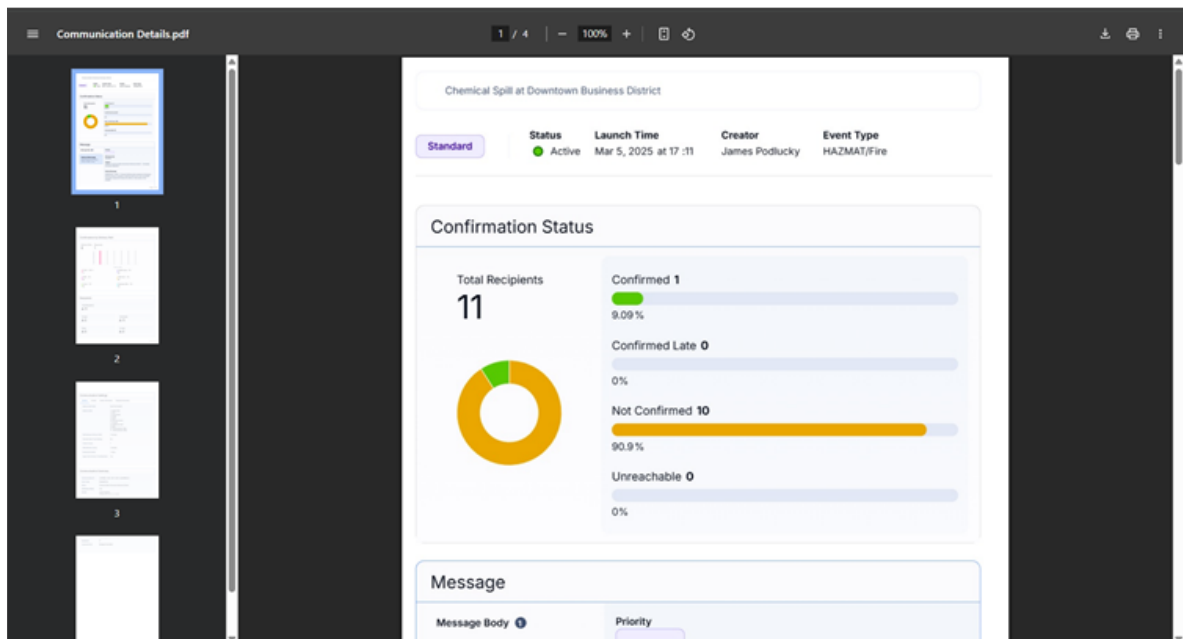 Communication Details.pdf
1 / 4
100%
1
2
3
Chemical Spill at Downtown Business District
Standard
Status
Active
Launch Time
Mar 5, 2025 at 17 :11
Creator
James Podlucky
Event Type
HAZMAT/Fire
Confirmation Status
Total Recipients
11
Confirmed 1
9.09 %
Confirmed Late 0
0%
Not Confirmed 10
90.9 %
Unreachable 0
0%
Message
Message Body 1
Priority